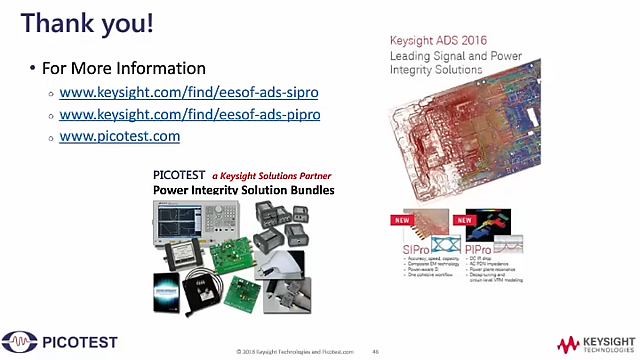 Thank you!
• For More Information
www.keysight.com/find/eesof-ads-sipro
www.keysight.com/find/eesof-ads-pipro
www.picotest.com
PICOTEST a Keysight Solutions Partner
Power Integrity Solution Bundles
Keysight ADS 2016
Leading Signal and Power
Integrity Solutions
NEW
SIPro
• Accuracy, speed, capacity
• Composite EM technology
• Power-aware SI
• One cohesive workflow
NEW
PIPro
• DC IR drop
• AC PDN impedance
• Power plane resonance
• Decap tuning and
circuit-level VRM modeling
PICOTEST
© 2016 Keysight Technologies and Picotest.com
46
KEYSIGHT
TECHNOLOGIES